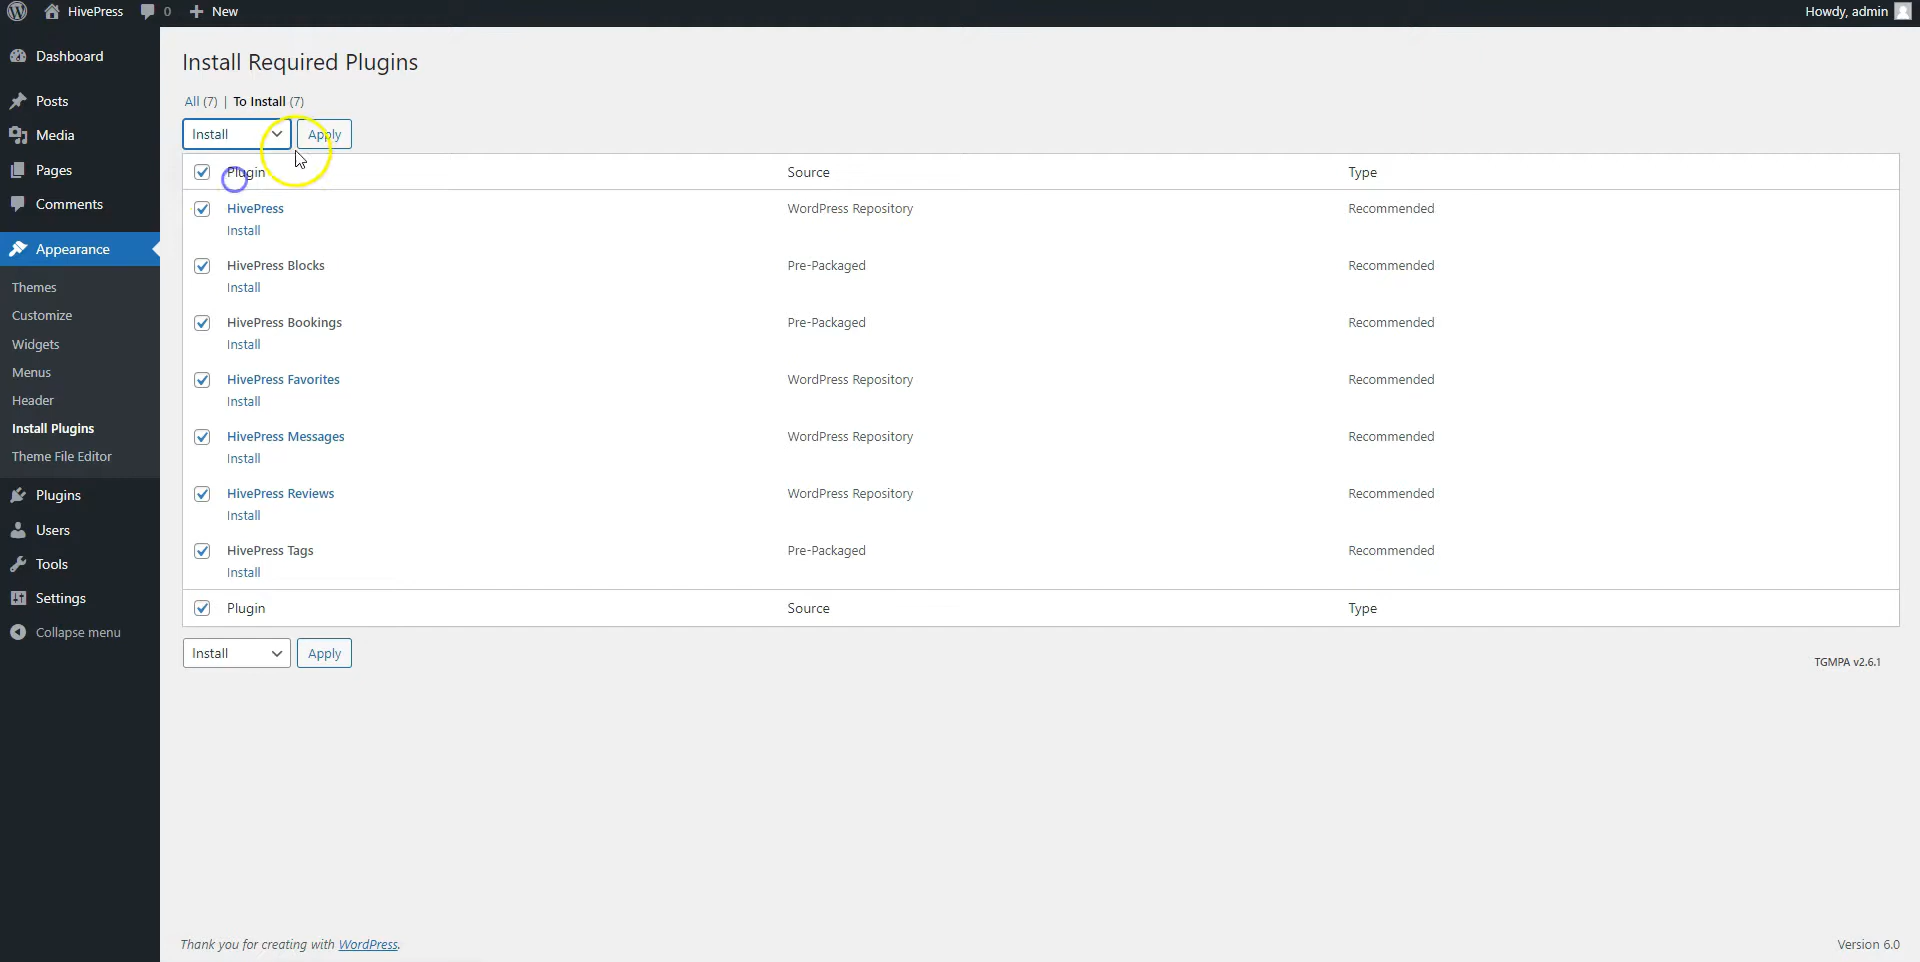 HivePress 0 New Howdy, admin
Dashboard
Posts
Media
Pages
Comments
Appearance
Themes
Customize
Widgets
Menus
Header
Install Plugins
Theme File Editor
Plugins
Users
Tools
Settings
Collapse menu
Install Required Plugins
All (7) | To Install (7)
Install Apply
Plugin Source Type
HivePress WordPress Repository Recommended
Install
HivePress Blocks Pre-Packaged Recommended
Install
HivePress Bookings Pre-Packaged Recommended
Install
HivePress Favorites WordPress Repository Recommended
Install
HivePress Messages WordPress Repository Recommended
Install
HivePress Reviews WordPress Repository Recommended
Install
HivePress Tags Pre-Packaged Recommended
Install
Plugin Source Type
Install Apply
TGMPA v2.6.1
Thank you for creating with WordPress. Version 6.0